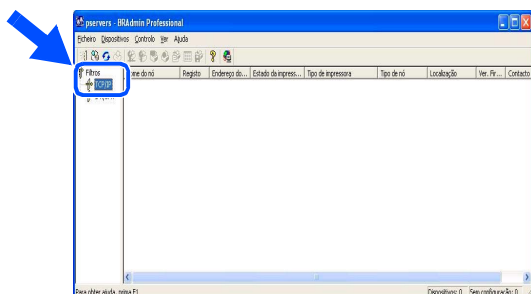 pservers - BRAdmin Professional
Ficheiro Dispositivos Controlo Ver Ajuda
Filtros
ome do nó Registo Endereço do... Estado da impress... Tipo de impressora Tipo de nó Localização Ver. Fir... Contacto
TCP/IP
Para obter ajuda, prima F1 Dispositivos: 0 Sem configuração: 0